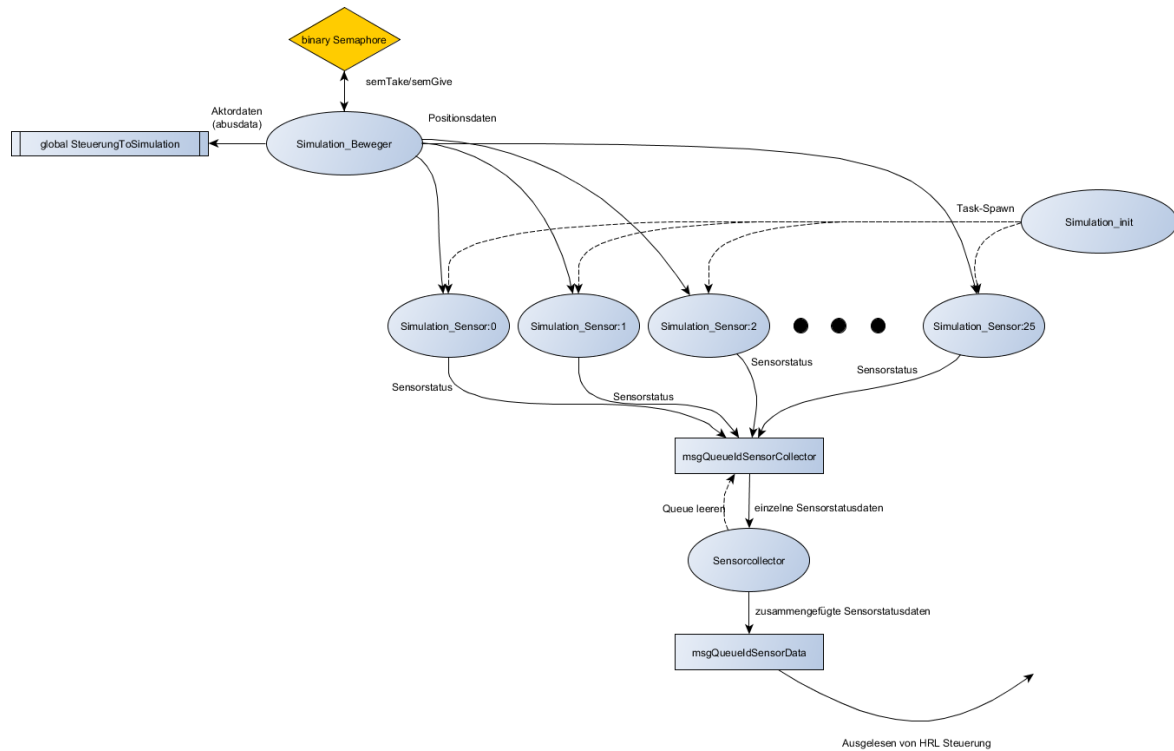 binary Semaphore
semTake/semGive
Aktordaten
(abusdata)
Positionsdaten
global SteuerungToSimulation
Simulation_Beweger
Task-Spawn
Simulation_init
Simulation_Sensor:0
Simulation_Sensor:1
Simulation_Sensor:2
Simulation_Sensor:25
Sensorstatus
Sensorstatus
Sensorstatus
Sensorstatus
msgQueueIdSensorCollector
Queue leeren
einzelne Sensorstatusdaten
Sensorcollector
zusammengefügte Sensorstatusdaten
msgQueueIdSensorData
Ausgelesen von HRL Steuerung